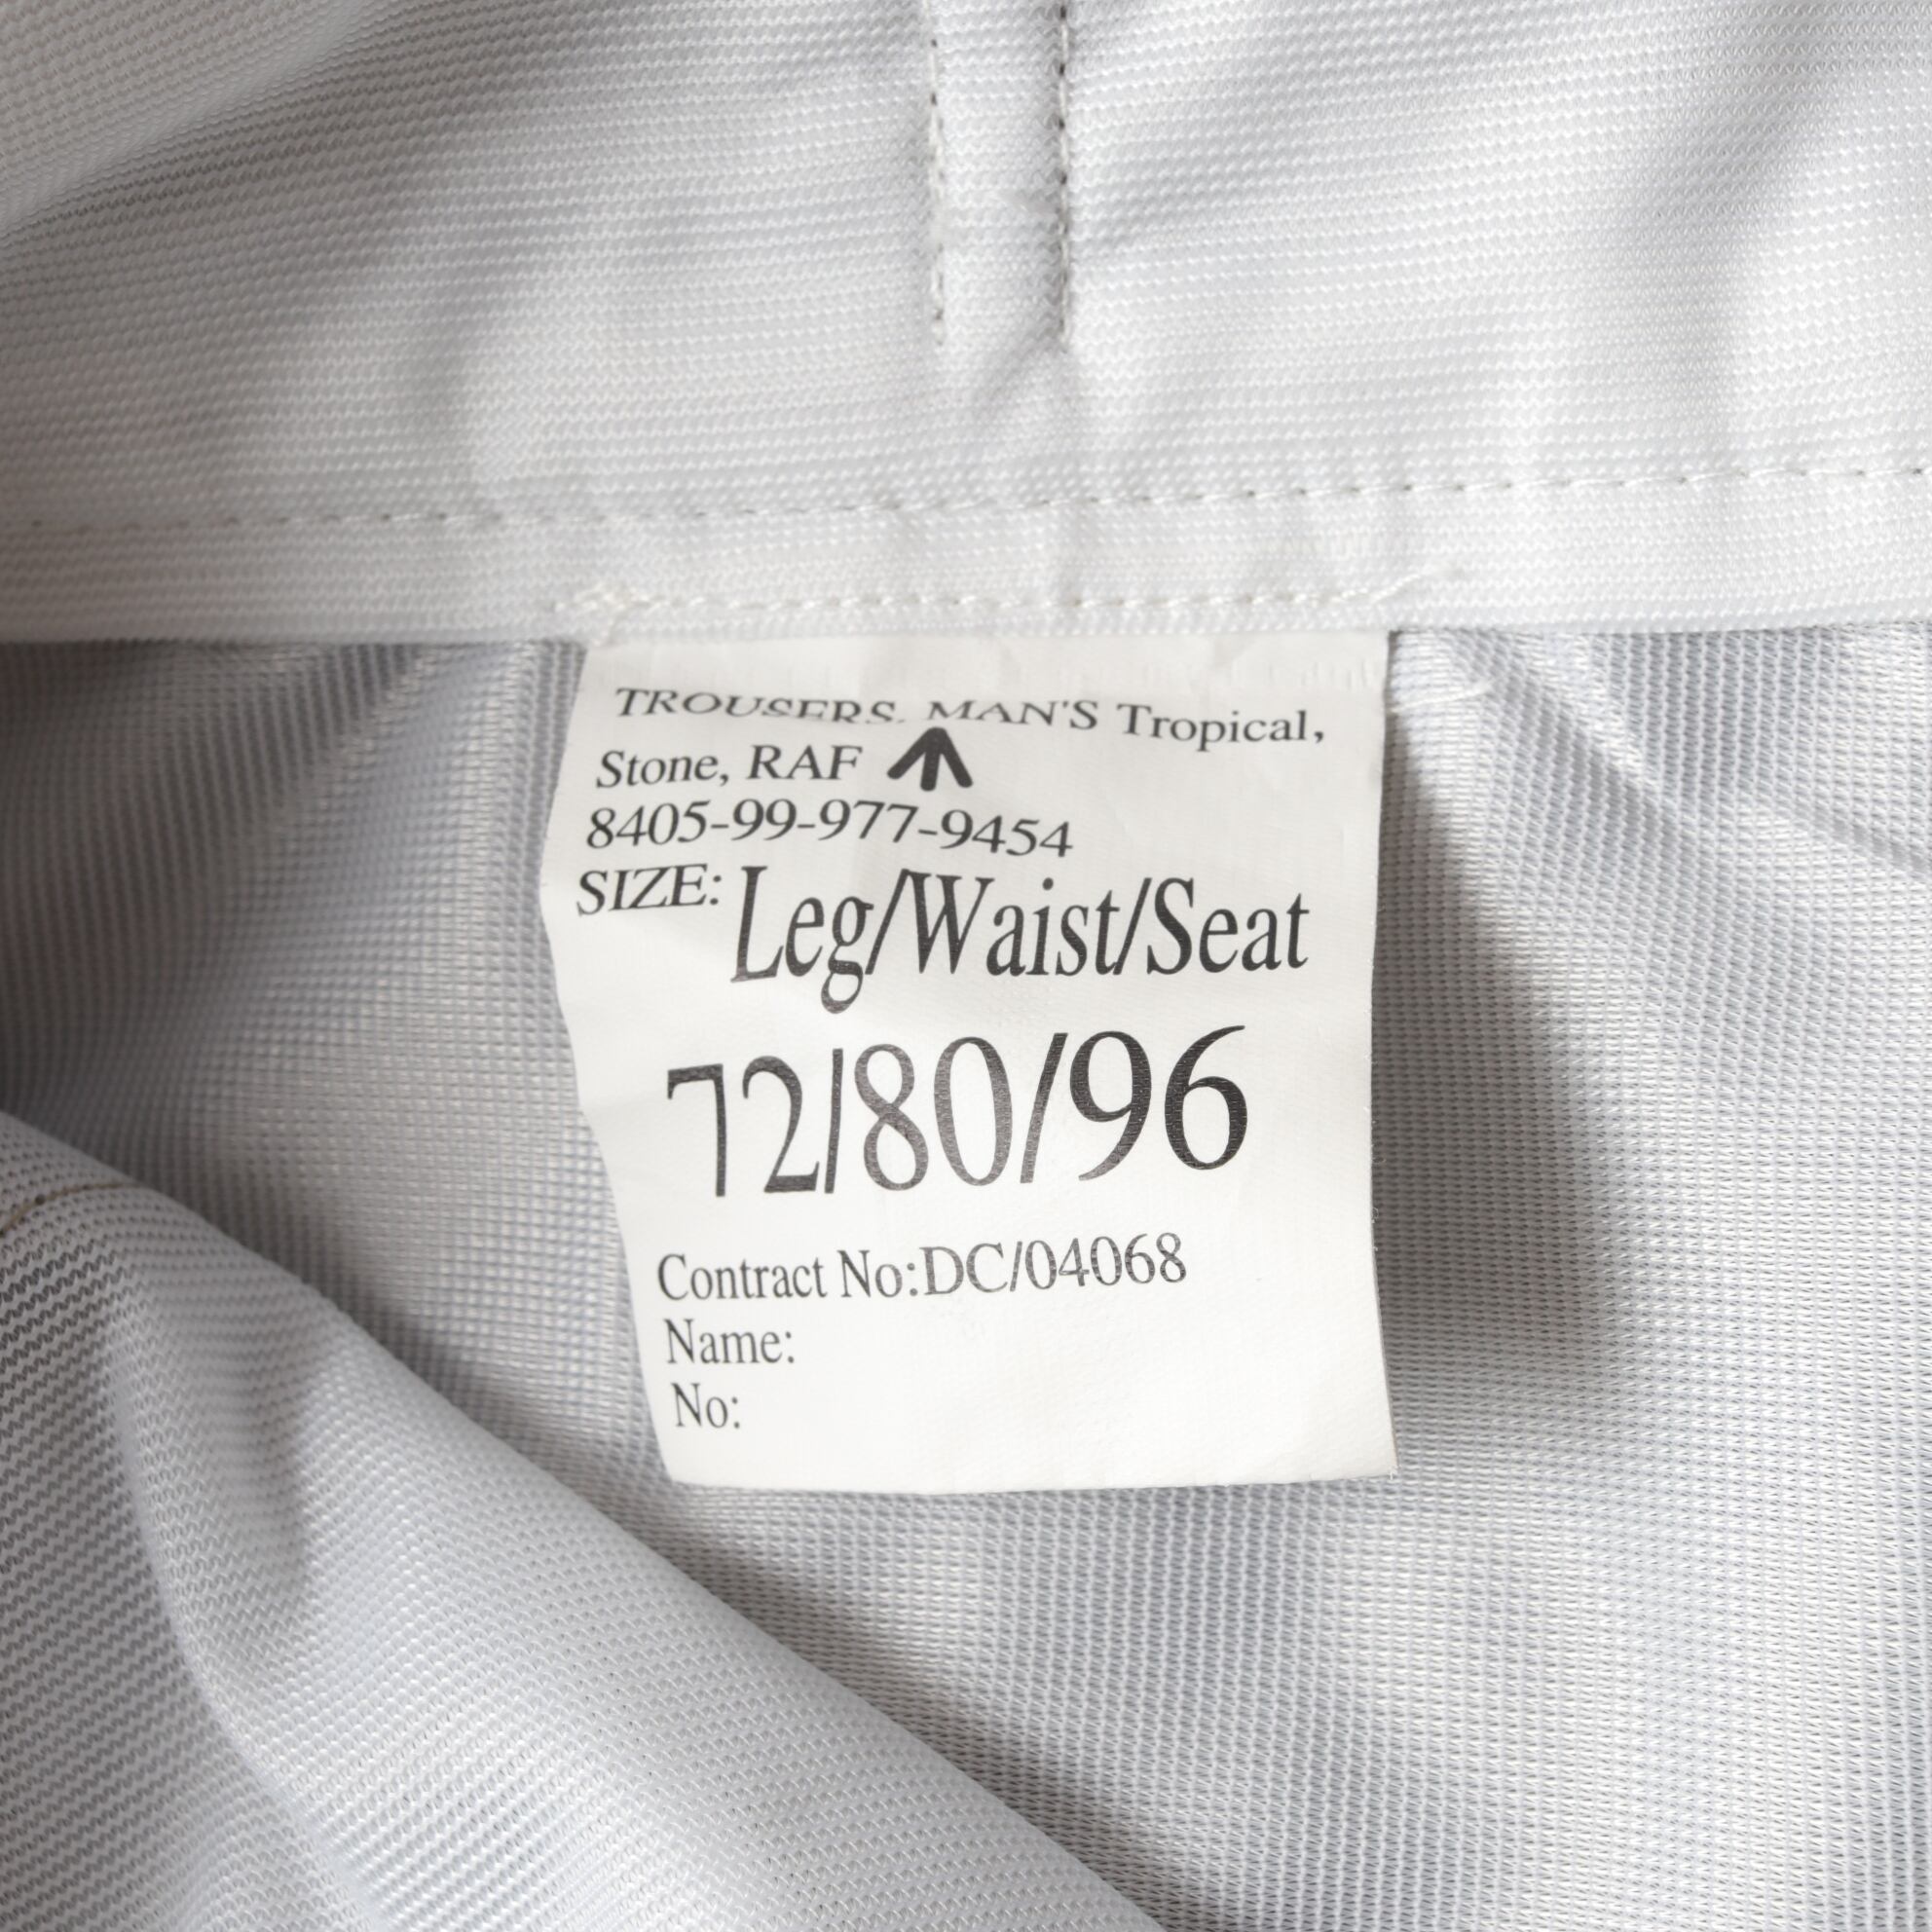 TROUSERS, MAN'S Tropical,
Stone, RAF
8405-99-977-9454
SIZE: Leg/Waist/Seat
72/80/96
Contract No:DC/04068
Name:
No: